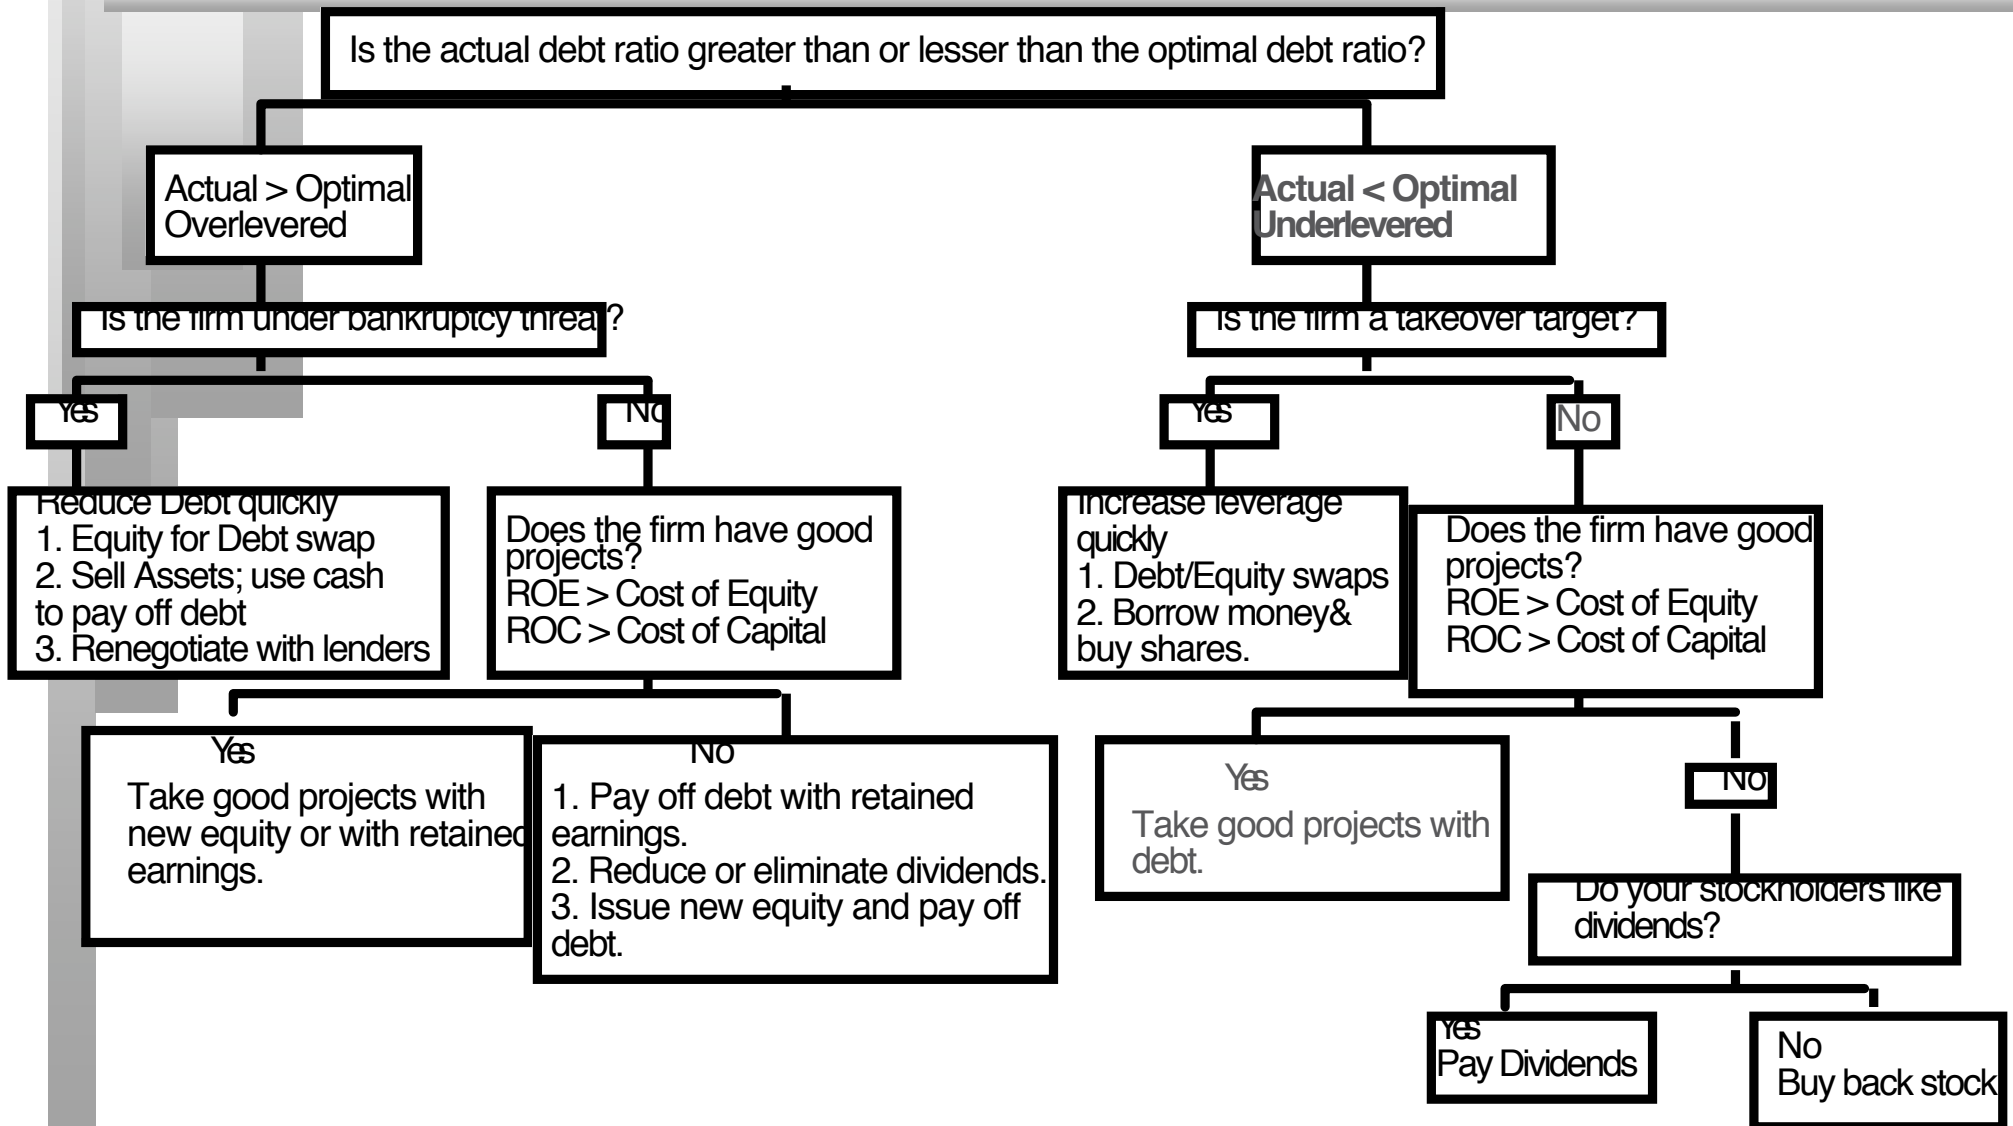 Is the actual debt ratio greater than or lesser than the optimal debt ratio?
Actual > Optimal
Overlevered
Actual < Optimal
Underlevered
Is the firm under bankruptcy threat?
Is the firm a takeover target?
Yes
No
Yes
No
Reduce Debt quickly
1. Equity for Debt swap
2. Sell Assets; use cash
to pay off debt
3. Renegotiate with lenders
Does the firm have good
projects?
ROE > Cost of Equity
ROC > Cost of Capital
Increase leverage
quickly
1. Debt/Equity swaps
2. Borrow money&
buy shares.
Does the firm have good
projects?
ROE > Cost of Equity
ROC > Cost of Capital
Yes
Take good projects with
new equity or with retained
earnings.
No
1. Pay off debt with retained
earnings.
2. Reduce or eliminate dividends.
3. Issue new equity and pay off
debt.
Yes
Take good projects with
debt.
No
Do your stockholders like
dividends?
Yes
Pay Dividends
No
Buy back stock